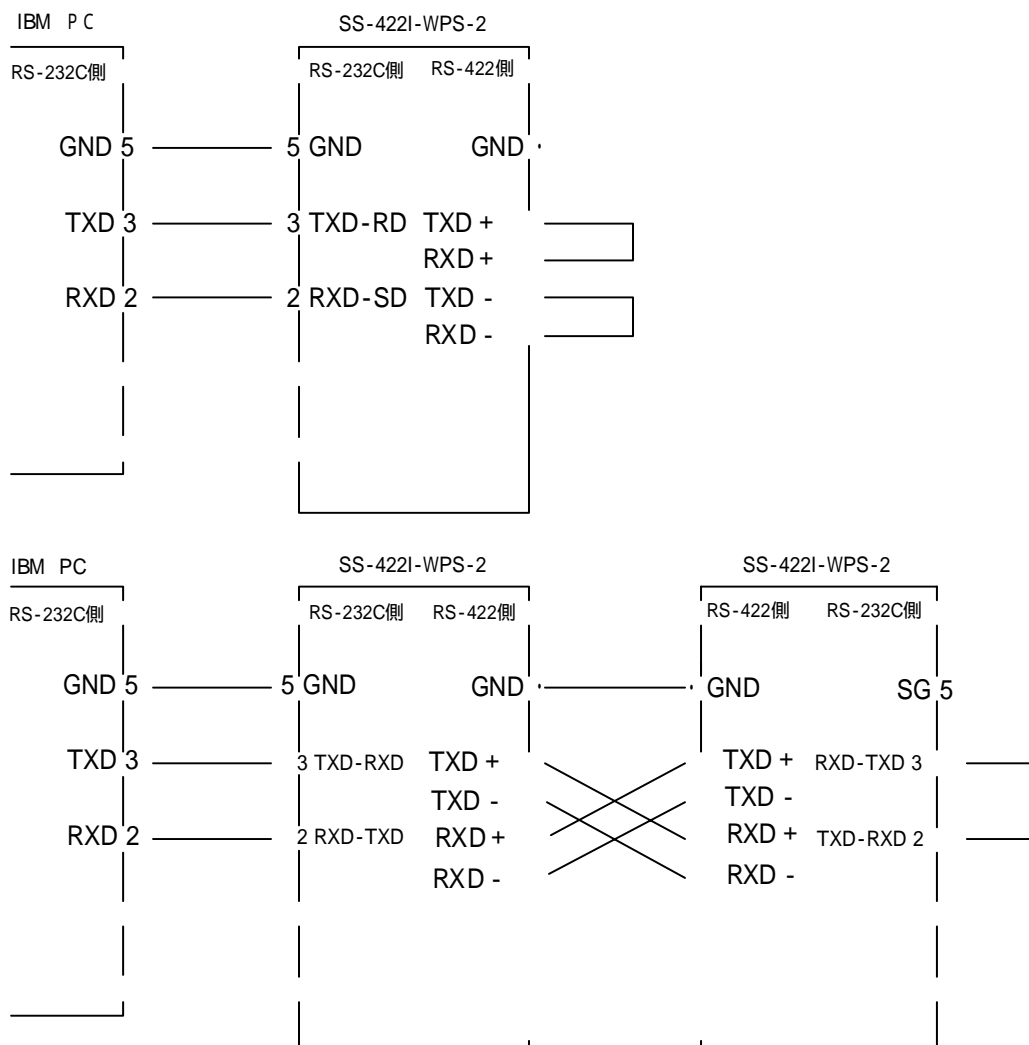 IBM PC
SS-422I-WPS-2
RS-232C側
RS-232C側 RS-422側
GND 5
5 GND
GND
TXD 3
3 TXD-RD
TXD +
RXD +
RXD 2
2 RXD-SD
TXD -
RXD -
IBM PC
SS-422I-WPS-2
SS-422I-WPS-2
RS-232C側
RS-232C側 RS-422側
RS-422側 RS-232C側
GND 5
5 GND
GND
GND
SG 5
TXD 3
3 TXD-RXD
TXD +
TXD +
RXD-TXD 3
TXD -
TXD -
RXD 2
2 RXD-TXD
RXD +
RXD +
TXD-RXD 2
RXD -
RXD -